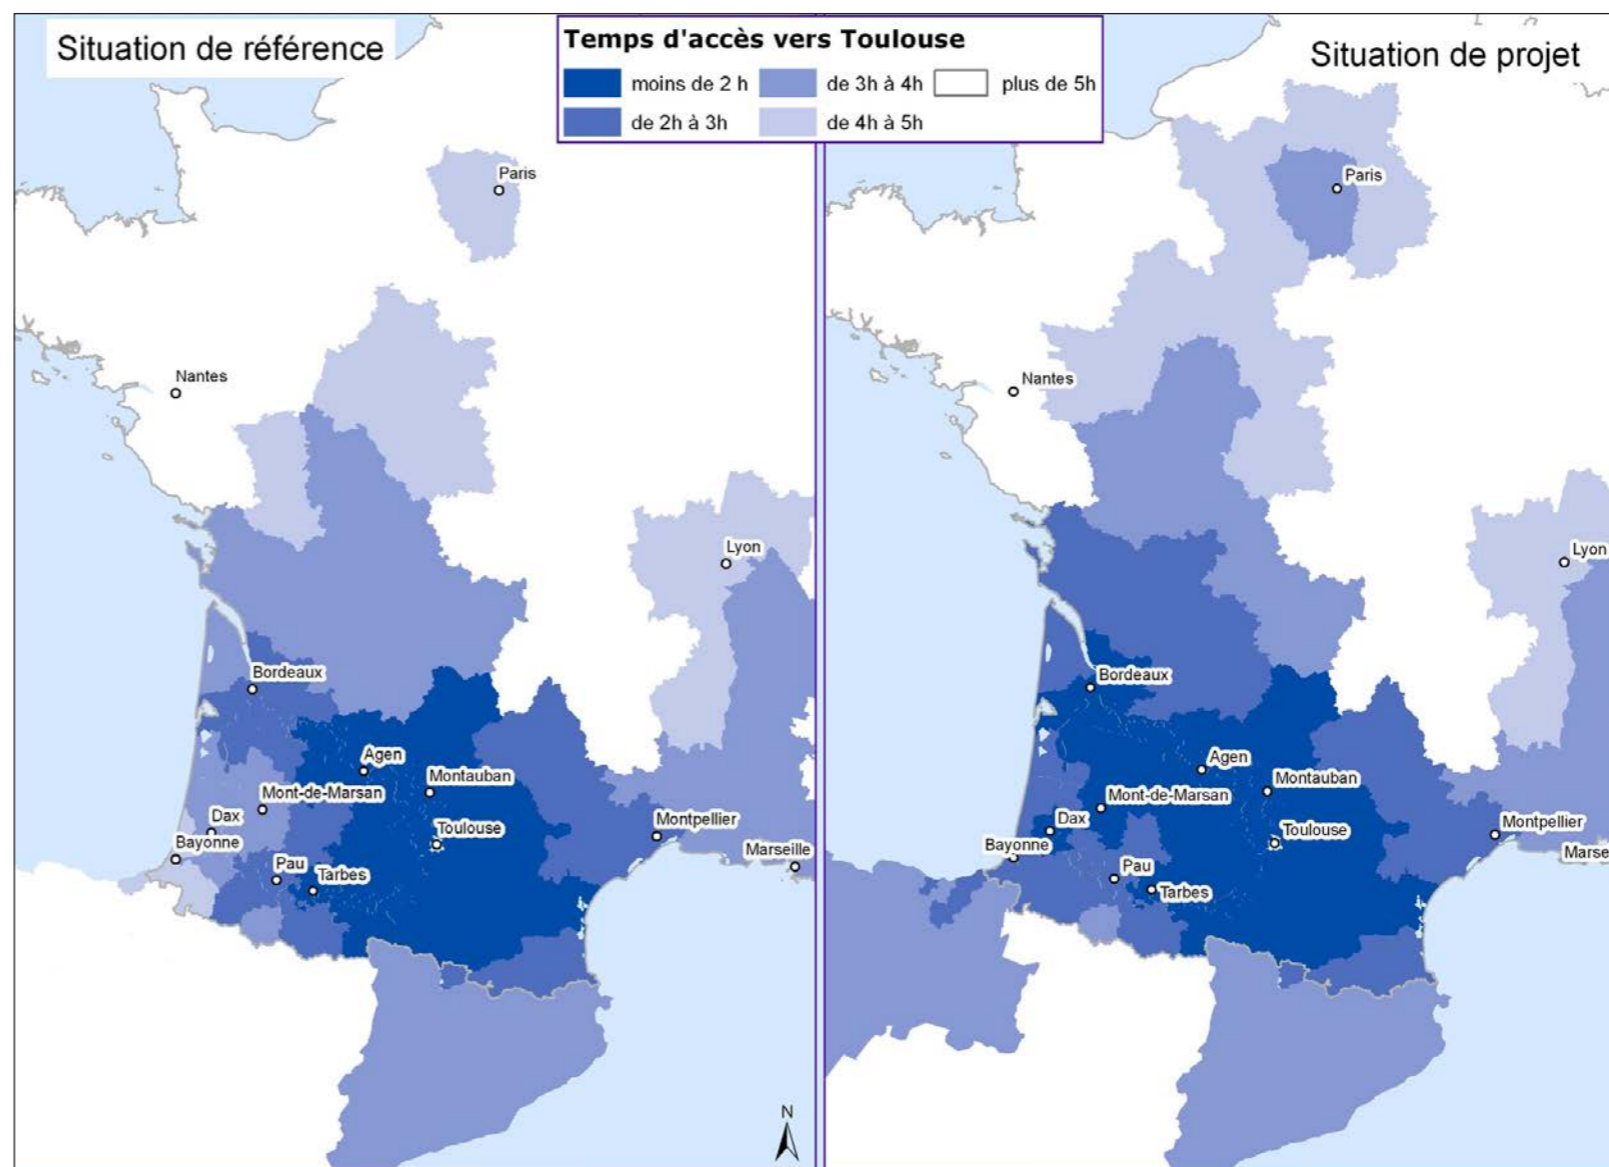 Situation de référence
Temps d'accès vers Toulouse
moins de 2 h
de 3h à 4h
plus de 5h
de 2h à 3h
de 4h à 5h
Situation de projet
Paris
Nantes
Lyon
Bordeaux
Agen
Montauban
Mont-de-Marsan
Dax
Bayonne
Toulouse
Montpellier
Marseille
Pau
Tarbes
N
Paris
Nantes
Lyon
Bordeaux
Agen
Montauban
Mont-de-Marsan
Dax
Bayonne
Toulouse
Montpellier
Marse
Pau
Tarbes